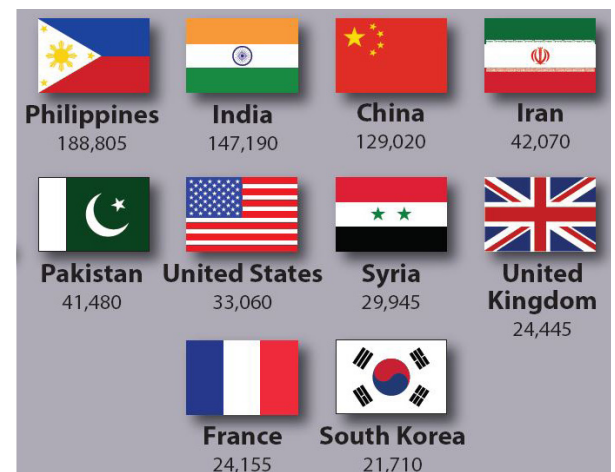 Philippines
188,805
India
147,190
China
129,020
Iran
42,070
Pakistan
41,480
United States
33,060
Syria
29,945
United
Kingdom
24,445
France
24,155
South Korea
21,710